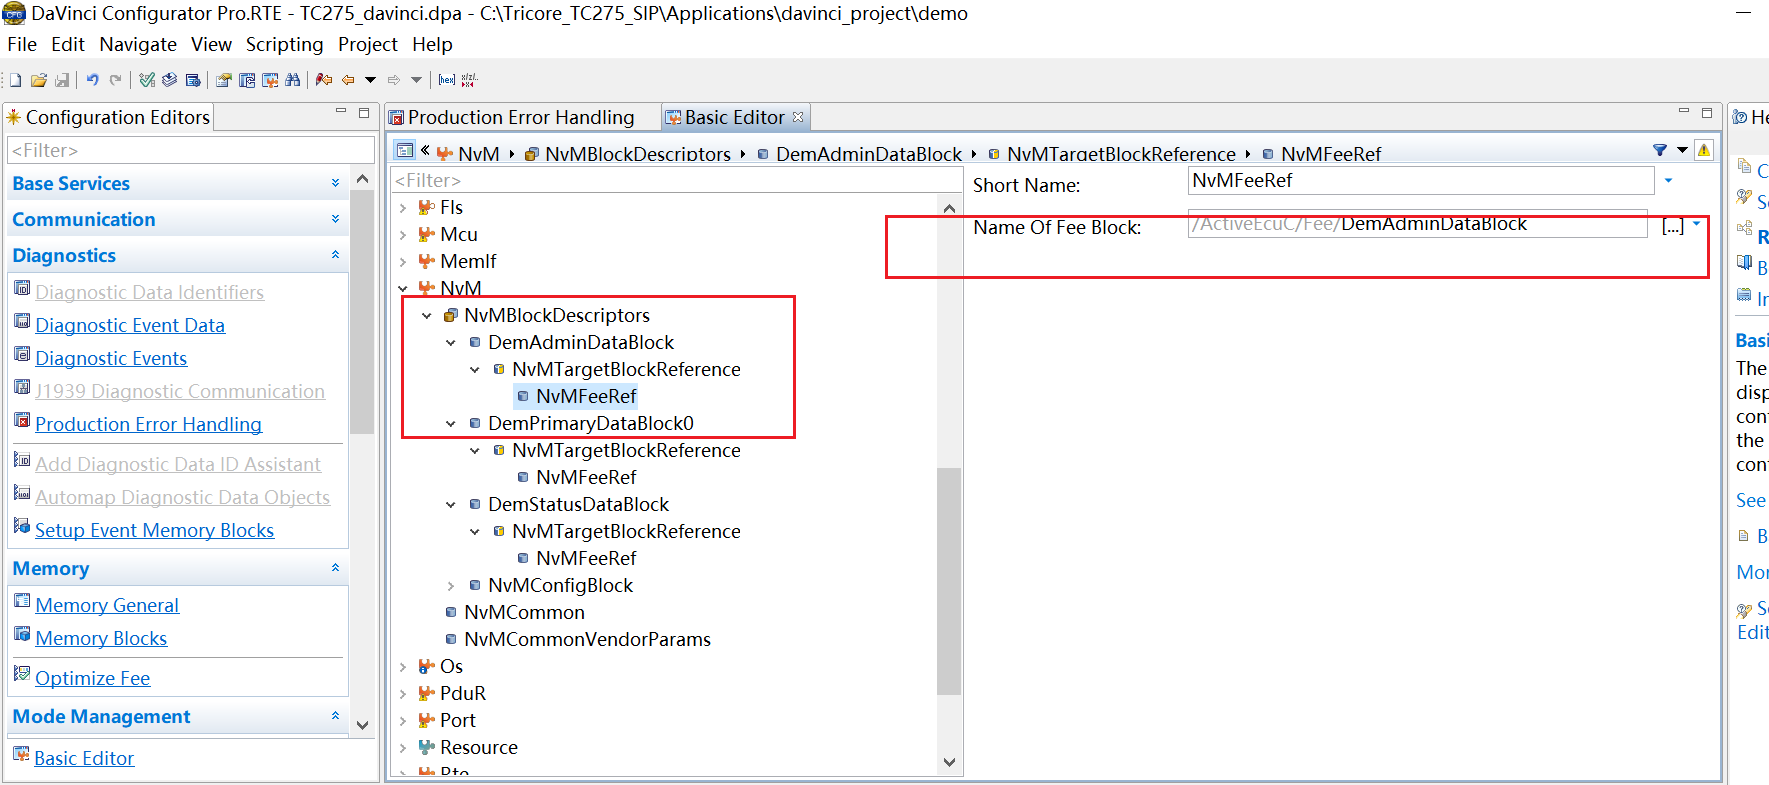 DaVinci Configurator Pro.RTE - TC275_davinci.dpa - C:\Tricore_TC275_SIP\Applications\davinci_project\demo
File Edit Navigate View Scripting Project Help
Configuration Editors
<Filter>
Base Services
Communication
Diagnostics
Diagnostic Data Identifiers
Diagnostic Event Data
Diagnostic Events
J1939 Diagnostic Communication
Production Error Handling
Add Diagnostic Data ID Assistant
Automap Diagnostic Data Objects
Setup Event Memory Blocks
Memory
Memory General
Memory Blocks
Optimize Fee
Mode Management
Basic Editor
Production Error Handling
Basic Editor
« NvM NvMBlockDescriptors DemAdminDataBlock NvMTargetBlockReference NvMFeeRef
<Filter>
Fls
Mcu
MemIf
NvM
NvMBlockDescriptors
DemAdminDataBlock
NvMTargetBlockReference
NvMFeeRef
DemPrimaryDataBlock0
NvMTargetBlockReference
NvMFeeRef
DemStatusDataBlock
NvMTargetBlockReference
NvMFeeRef
NvMConfigBlock
NvMCommon
NvMCommonVendorParams
Os
PduR
Port
Resource
Rte
Short Name: NvMFeeRef
Name Of Fee Block: /ActiveEcuC/Fee/DemAdminDataBlock [...]
He
C
S
R
B
In
Basi
The
disp
con
the
con
See
B
Mor
S
Edit